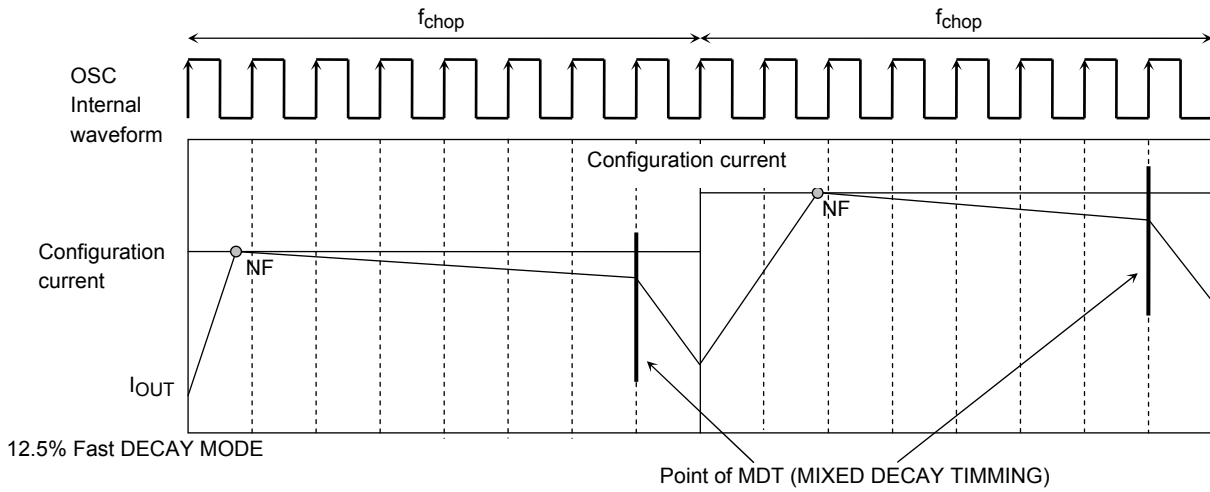 fchop
fchop
OSC
Internal
waveform
Configuration current
NF
Configuration
current
NF
IOUT
12.5% Fast DECAY MODE
Point of MDT (MIXED DECAY TIMMING)